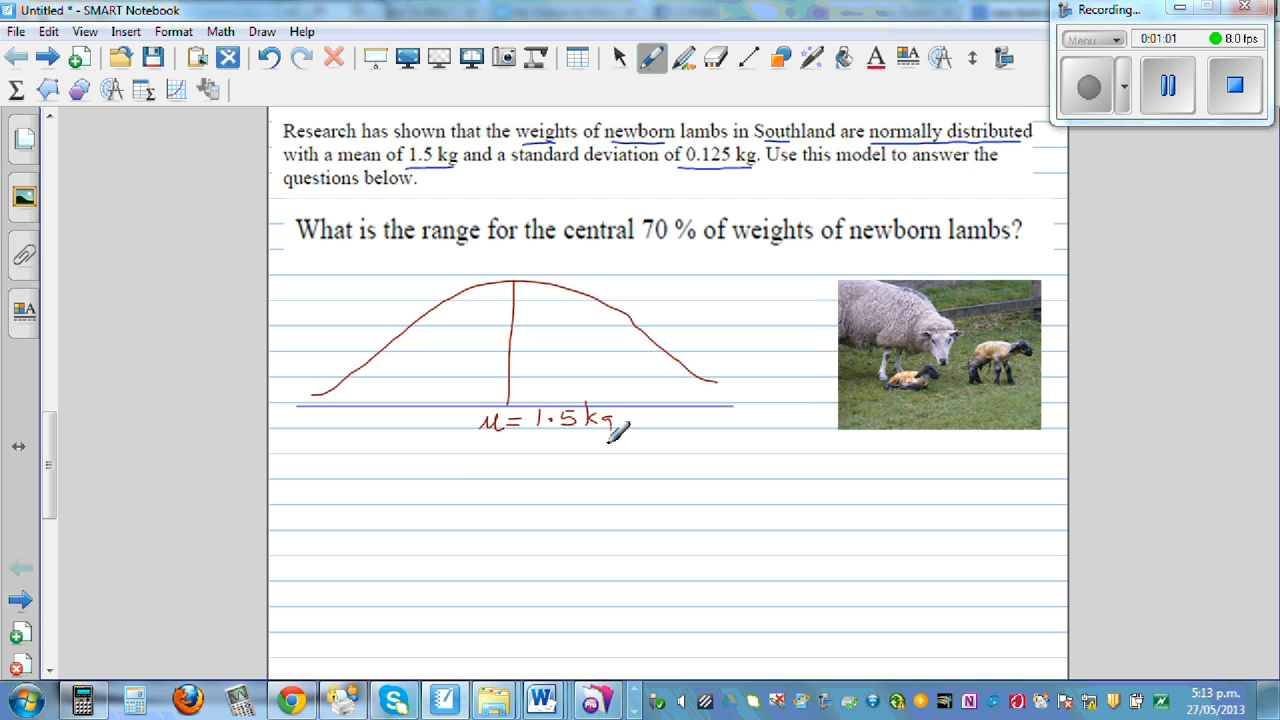 Untitled * - SMART Notebook
Recording...
File Edit View Insert Format Math Draw Help
Menu
0:01:01
8.0 fps
Research has shown that the weights of newborn lambs in Southland are normally distributed
with a mean of 1.5 kg and a standard deviation of 0.125 kg. Use this model to answer the
questions below.
What is the range for the central 70 % of weights of newborn lambs?
μ = 1.5 kg
5:13 p.m.
27/05/2013